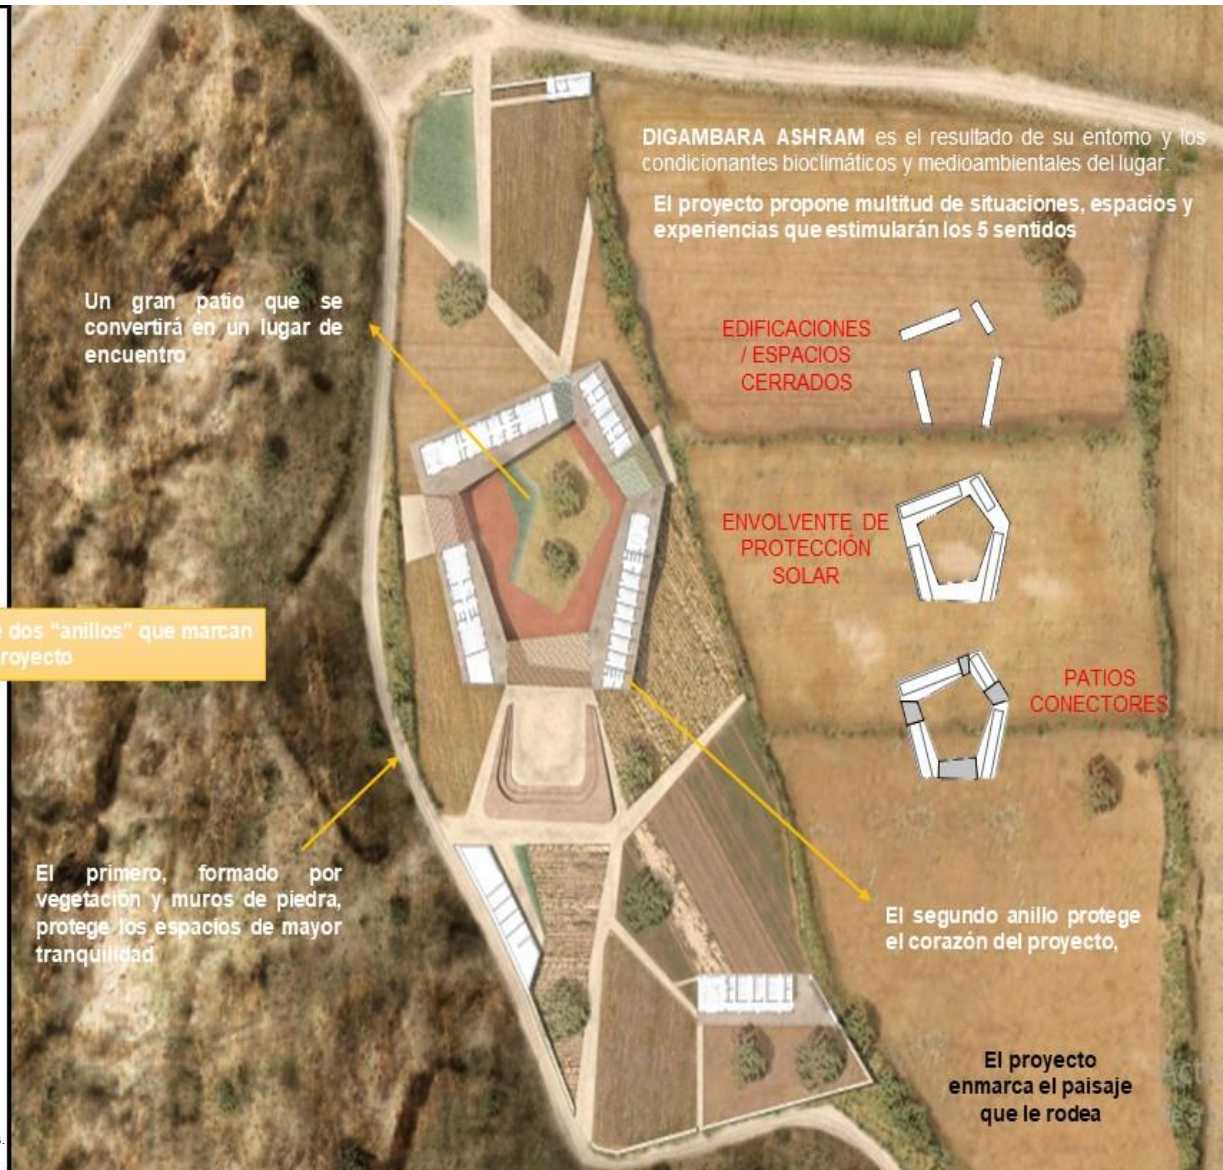 DIGAMBARA ASHRAM es el resultado de su entorno y los
condicionantes bioclimáticos y medioambientales del lugar.
El proyecto propone multitud de situaciones, espacios y
experiencias que estimularán los 5 sentidos
Un gran patio que se
convertirá en un lugar de
encuentro
EDIFICACIONES
/ ESPACIOS
CERRADOS
ENVOLVENTE DE
PROTECCIÓN
SOLAR
dos “anillos” que marcan
PATIOS
CONECTORES
El primero, formado por
vegetación y muros de piedra,
protege los espacios de mayor
tranquilidad
El segundo anillo protege
el corazón del proyecto,
El proyecto
enmarca el paisaje
que le rodea